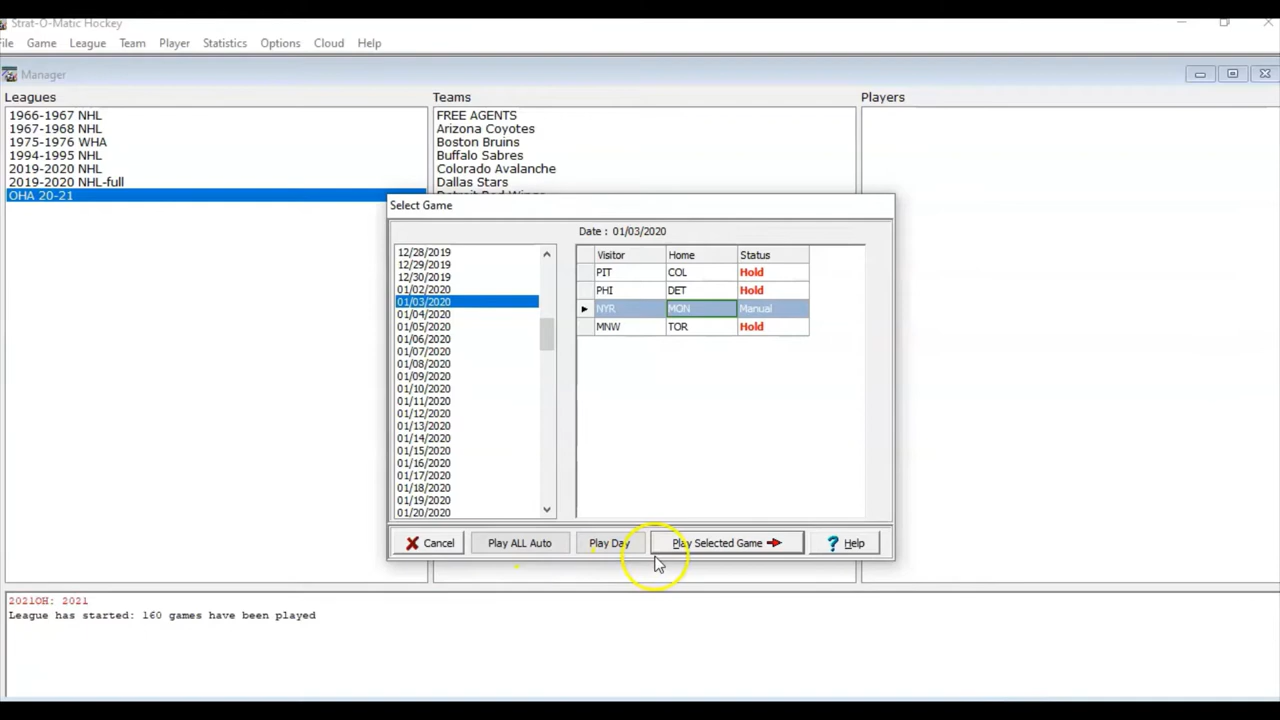 Strat-O-Matic Hockey
File Game League Team Player Statistics Options Cloud Help
Manager
Leagues
1966-1967 NHL
1967-1968 NHL
1975-1976 WHA
1994-1995 NHL
2019-2020 NHL
2019-2020 NHL-full
OHA 20-21
Teams
FREE AGENTS
Arizona Coyotes
Boston Bruins
Buffalo Sabres
Colorado Avalanche
Dallas Stars
Players
Select Game
12/28/2019
12/29/2019
12/30/2019
01/02/2020
01/03/2020
01/04/2020
01/05/2020
01/06/2020
01/07/2020
01/08/2020
01/09/2020
01/10/2020
01/11/2020
01/12/2020
01/13/2020
01/14/2020
01/15/2020
01/16/2020
01/17/2020
01/18/2020
01/19/2020
01/20/2020
Date : 01/03/2020
Visitor Home Status
PIT COL Hold
PHI DET Hold
NYR MON Manual
MNW TOR Hold
Cancel Play ALL Auto Play Day Play Selected Game Help
2021OH: 2021
League has started: 160 games have been played